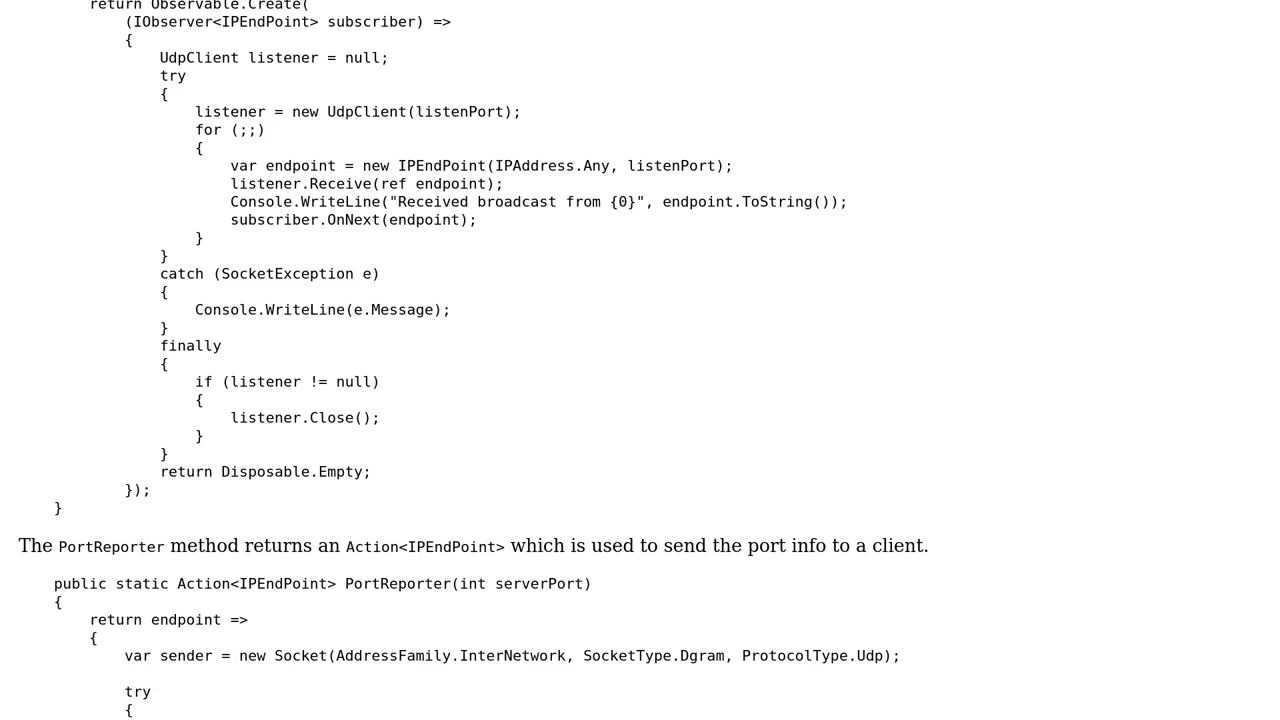 return Observable.Create(
(IObserver<IPEndPoint> subscriber) =>
{
UdpClient listener = null;
try
{
listener = new UdpClient(listenPort);
for (;;)
{
var endpoint = new IPEndPoint(IPAddress.Any, listenPort);
listener.Receive(ref endpoint);
Console.WriteLine("Received broadcast from {0}", endpoint.ToString());
subscriber.OnNext(endpoint);
}
}
catch (SocketException e)
{
Console.WriteLine(e.Message);
}
finally
{
if (listener != null)
{
listener.Close();
}
}
return Disposable.Empty;
});
}
The PortReporter method returns an Action<IPEndPoint> which is used to send the port info to a client.
public static Action<IPEndPoint> PortReporter(int serverPort)
{
return endpoint =>
{
var sender = new Socket(AddressFamily.InterNetwork, SocketType.Dgram, ProtocolType.Udp);
try
{